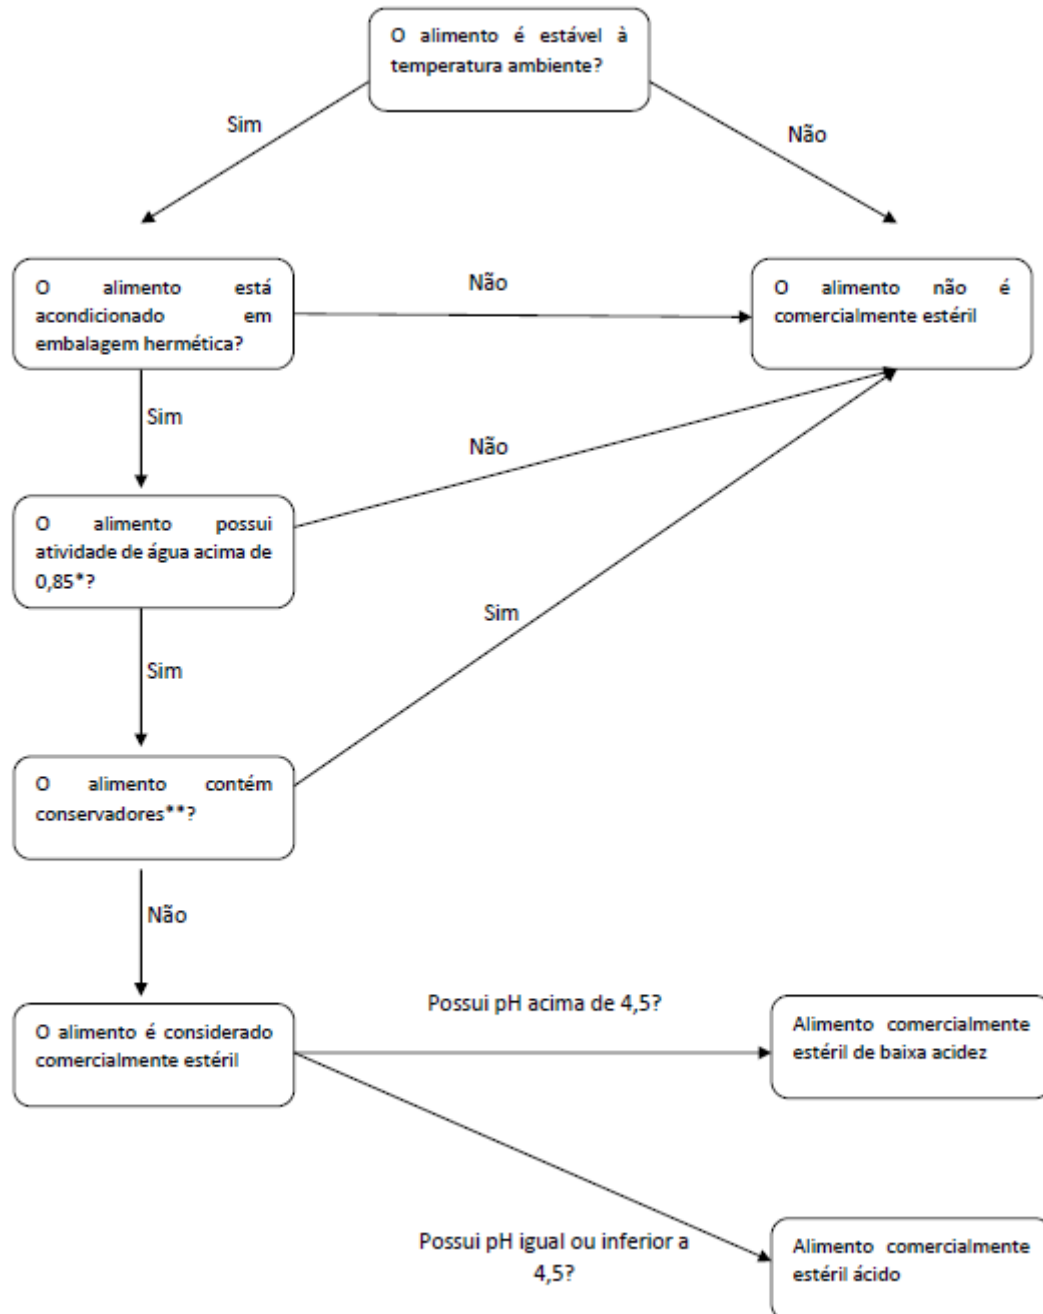 O alimento é estável à
temperatura ambiente?
Sim
Não
O alimento está
acondicionado em
embalagem hermética?
Não
O alimento não é
comercialmente estéril
Sim
Não
O alimento possui
atividade de água acima de
0,85*?
Sim
Sim
O alimento contém
conservadores**?
Não
Possui pH acima de 4,5?
O alimento é considerado
comercialmente estéril
Alimento comercialmente
estéril de baixa acidez
Possui pH igual ou inferior a
4,5?
Alimento comercialmente
estéril ácido